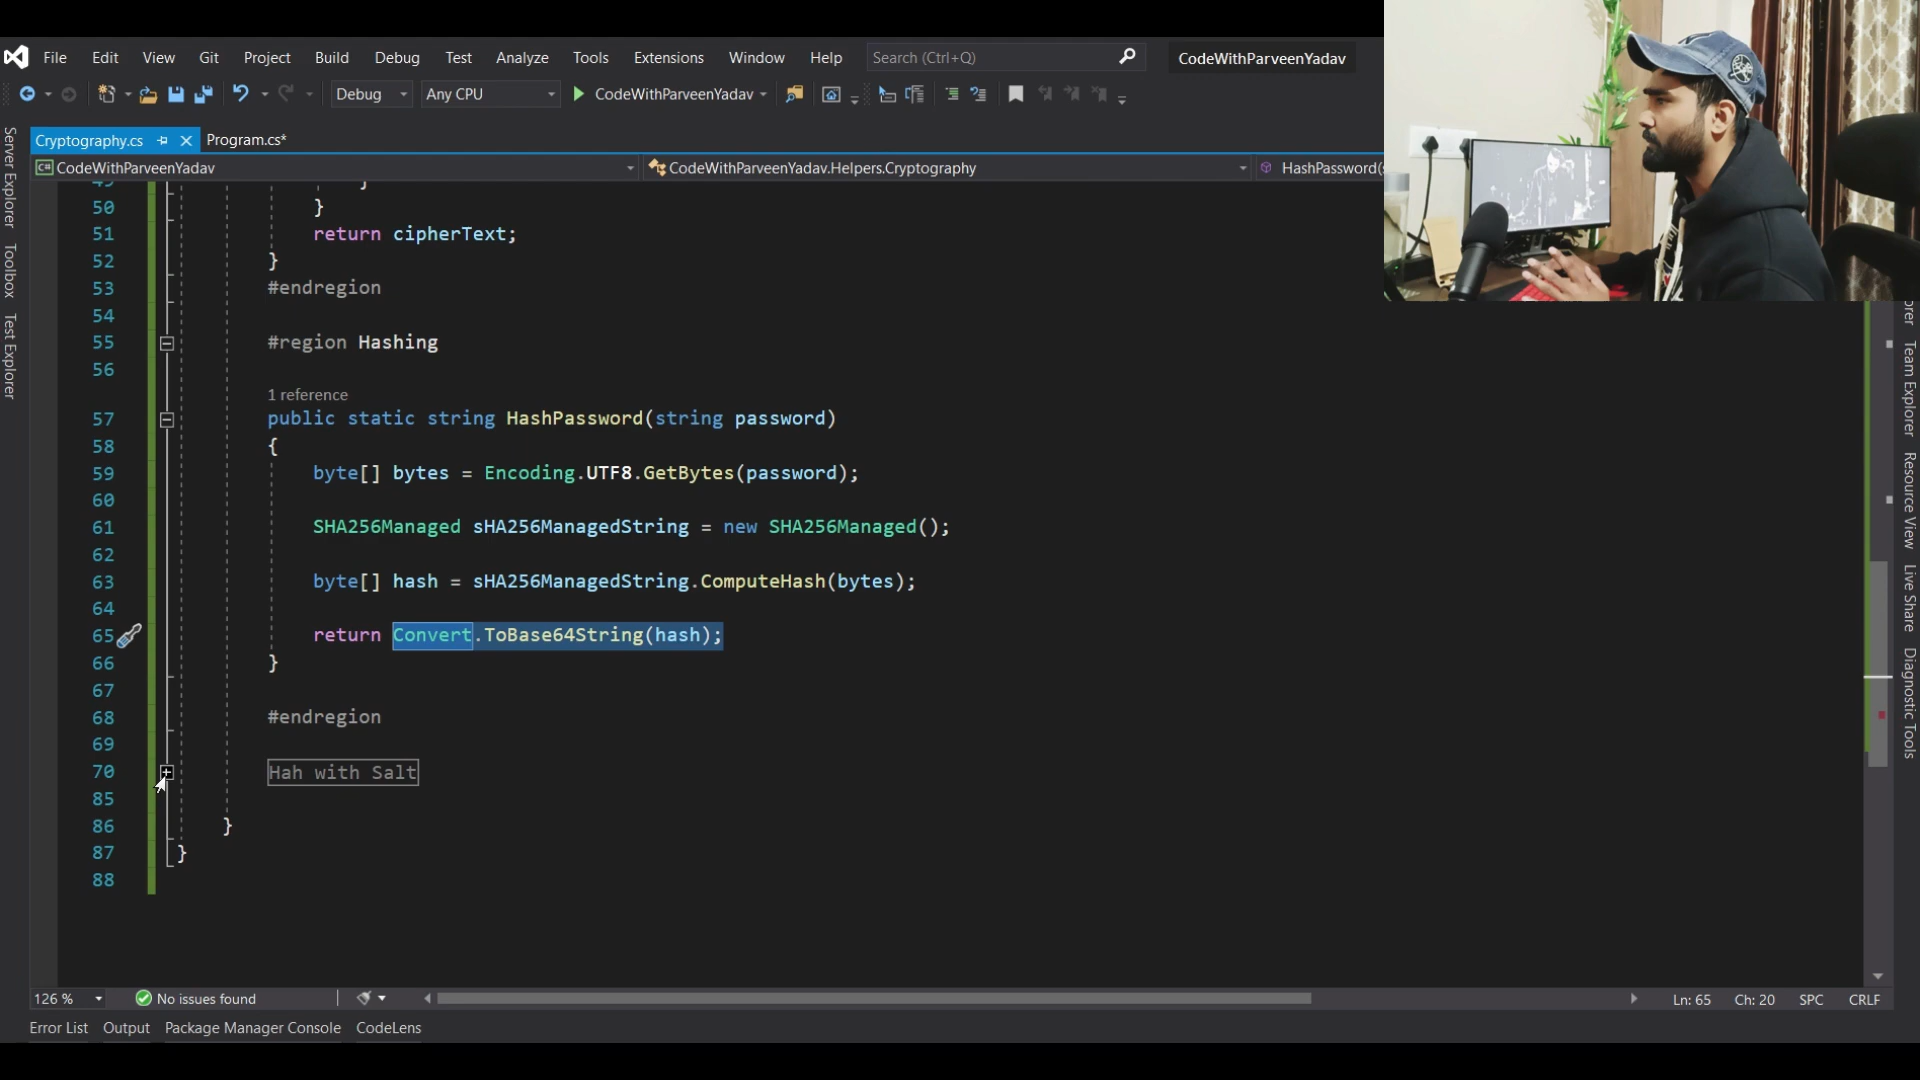 File Edit View Git Project Build Debug Test Analyze Tools Extensions Window Help Search (Ctrl+Q) CodeWithParveenYadav
Debug Any CPU CodeWithParveenYadav
Cryptography.cs Program.cs*
CodeWithParveenYadav CodeWithParveenYadav.Helpers.Cryptography HashPassword(s
Server Explorer
Toolbox
Test Explorer
49 }
50 }
51 return cipherText;
52 }
53 #endregion
54
55 #region Hashing
56
1 reference
57 public static string HashPassword(string password)
58 {
59 byte[] bytes = Encoding.UTF8.GetBytes(password);
60
61 SHA256Managed sHA256ManagedString = new SHA256Managed();
62
63 byte[] hash = sHA256ManagedString.ComputeHash(bytes);
64
65 return Convert.ToBase64String(hash);
66 }
67
68 #endregion
69
70 Hah with Salt
85
86 }
87 }
88
Team Explorer
Resource View
Live Share
Diagnostic Tools
126 % No issues found Ln: 65 Ch: 20 SPC CRLF
Error List Output Package Manager Console CodeLens